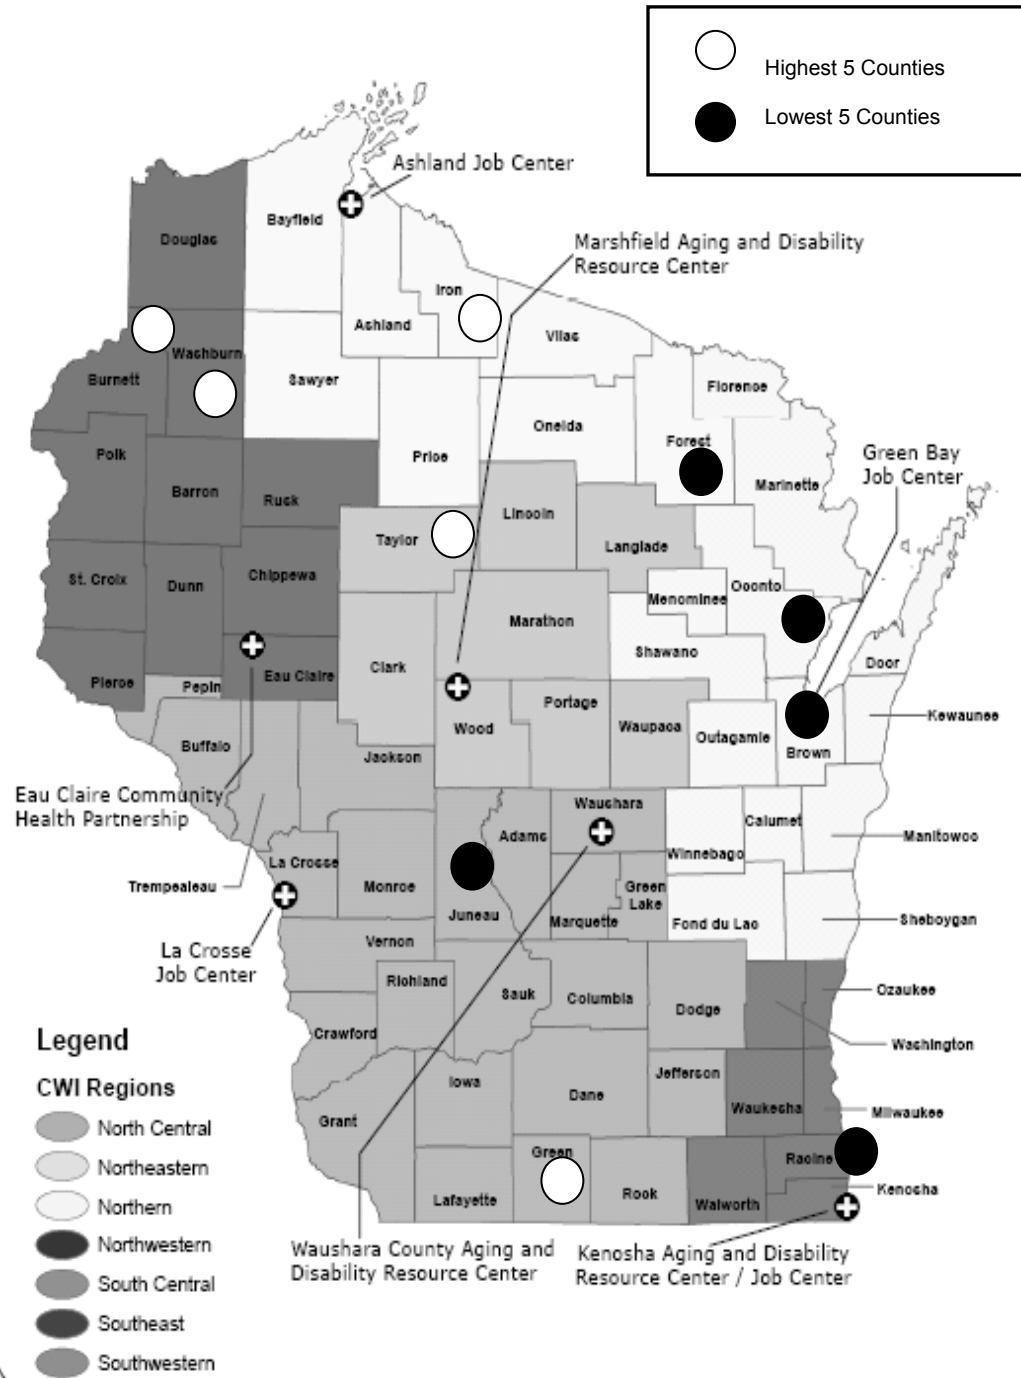 Highest 5 Counties
Lowest 5 Counties
Ashland Job Center
Marshfield Aging and Disability
Resource Center
Bayfield
Douglas
Iron
Ashland
Vilas
Washburn
Burnett
Sawyer
Florence
Oneida
Forest
Green Bay
Job Center
Polk
Price
Marinette
Barron
Rusk
Lincoln
Taylor
Langlade
St. Croix
Dunn
Chippewa
Oconto
Menominee
Marathon
Shawano
Door
Clark
Eau Claire
Pierce
Pepin
Portage
Kewaunee
Wood
Waupaca
Outagamie
Brown
Buffalo
Jackson
Eau Claire Community
Health Partnership
Waushara
Calumet
Adams
Manitowoc
Winnebago
La Crosse
Trempealeau
Monroe
Green
Lake
Juneau
Marquette
Fond du Lac
Sheboygan
La Crosse
Job Center
Vernon
Richland
Sauk
Columbia
Dodge
Ozaukee
Crawford
Washington
Legend
CWI Regions
Iowa
Jefferson
Dane
Waukesha
Milwaukee
Grant
North Central
Green
Racine
Northeastern
Lafayette
Rock
Walworth
Kenosha
Northern
Northwestern
Waushara County Aging and
Disability Resource Center
Kenosha Aging and Disability
Resource Center / Job Center
South Central
Southeast
Southwestern